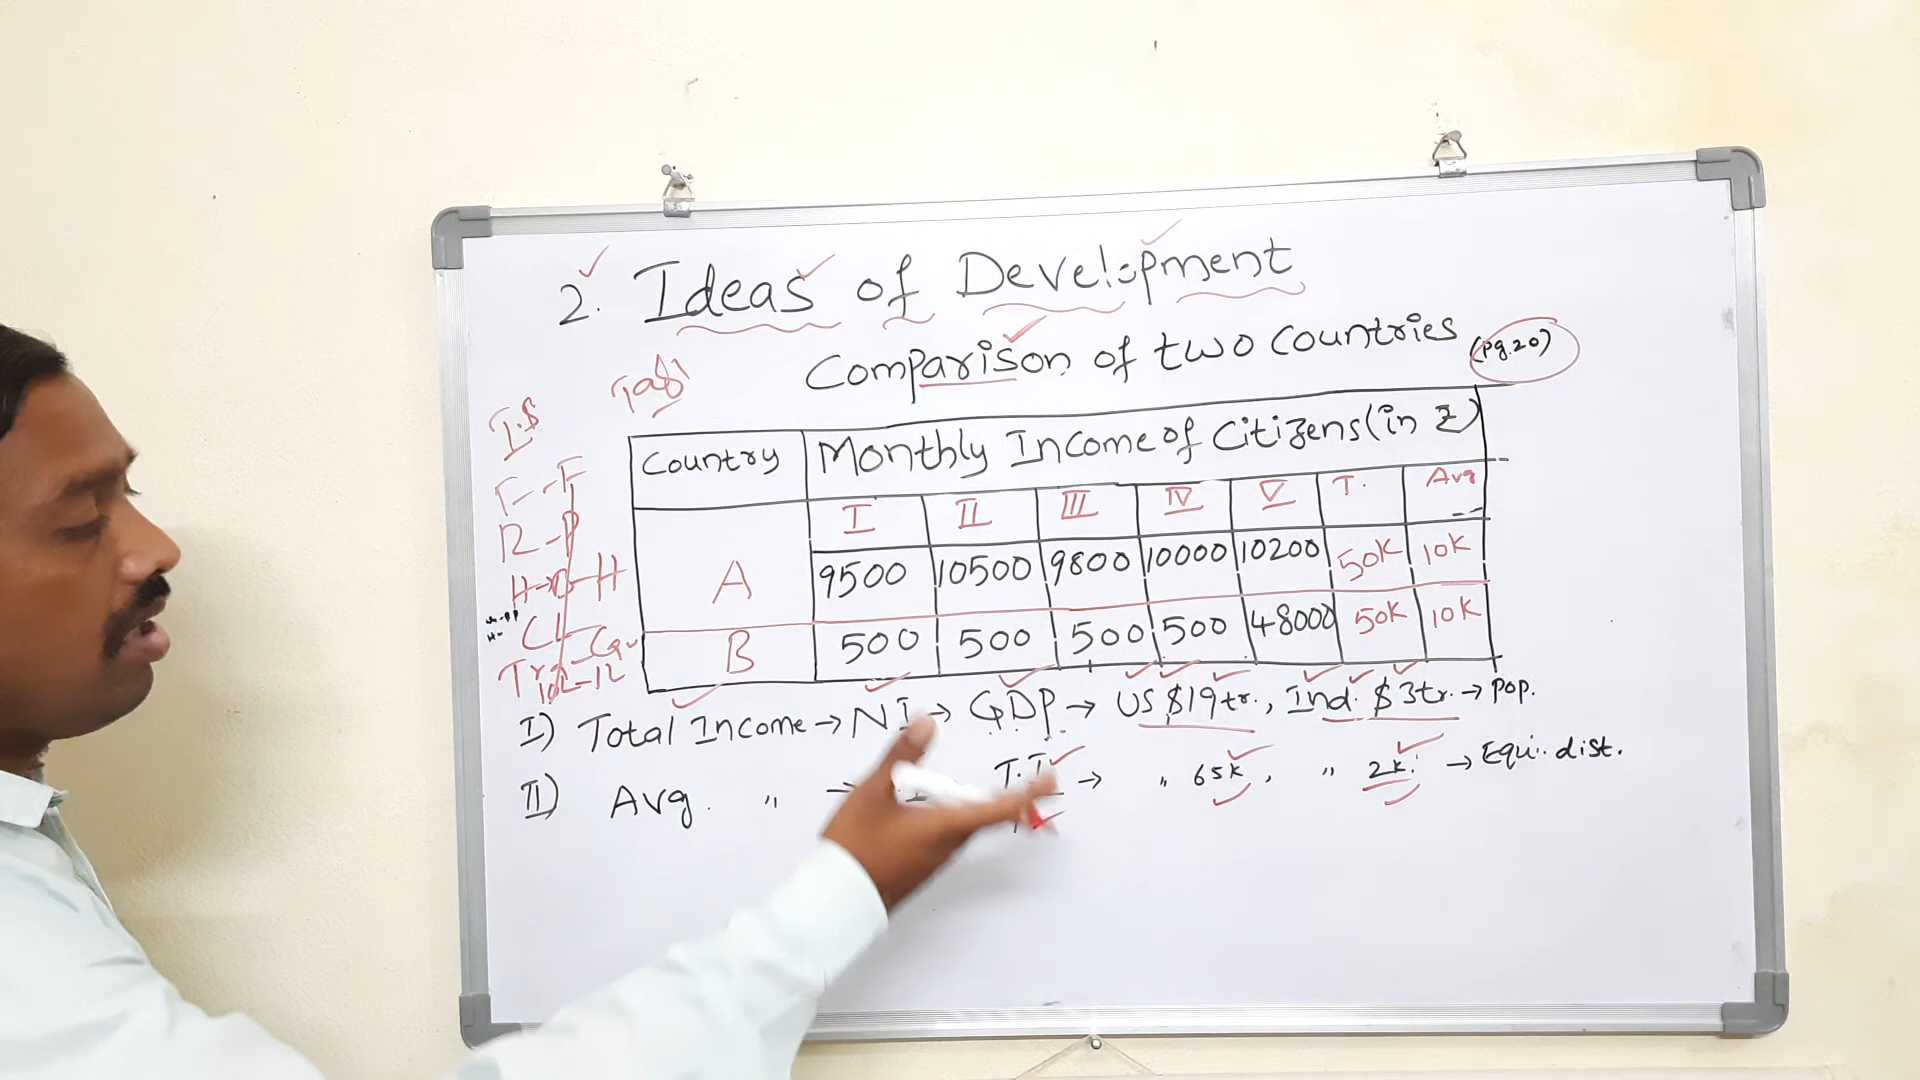 2. Ideas of Development
Comparison of two countries (Pg.20)
Country Monthly Income of Citizens (in ₹)
I II III IV V T. Avg
A 9500 10500 9800 10000 10200 50K 10K
B 500 500 500 500 48000 50K 10K
I) Total Income → NI → GDP → US $19tr., Ind. $3tr. → Pop.
II) Avg. " → T.I → " 65K, " 2K. → Equi. dist.
F--F
R-P